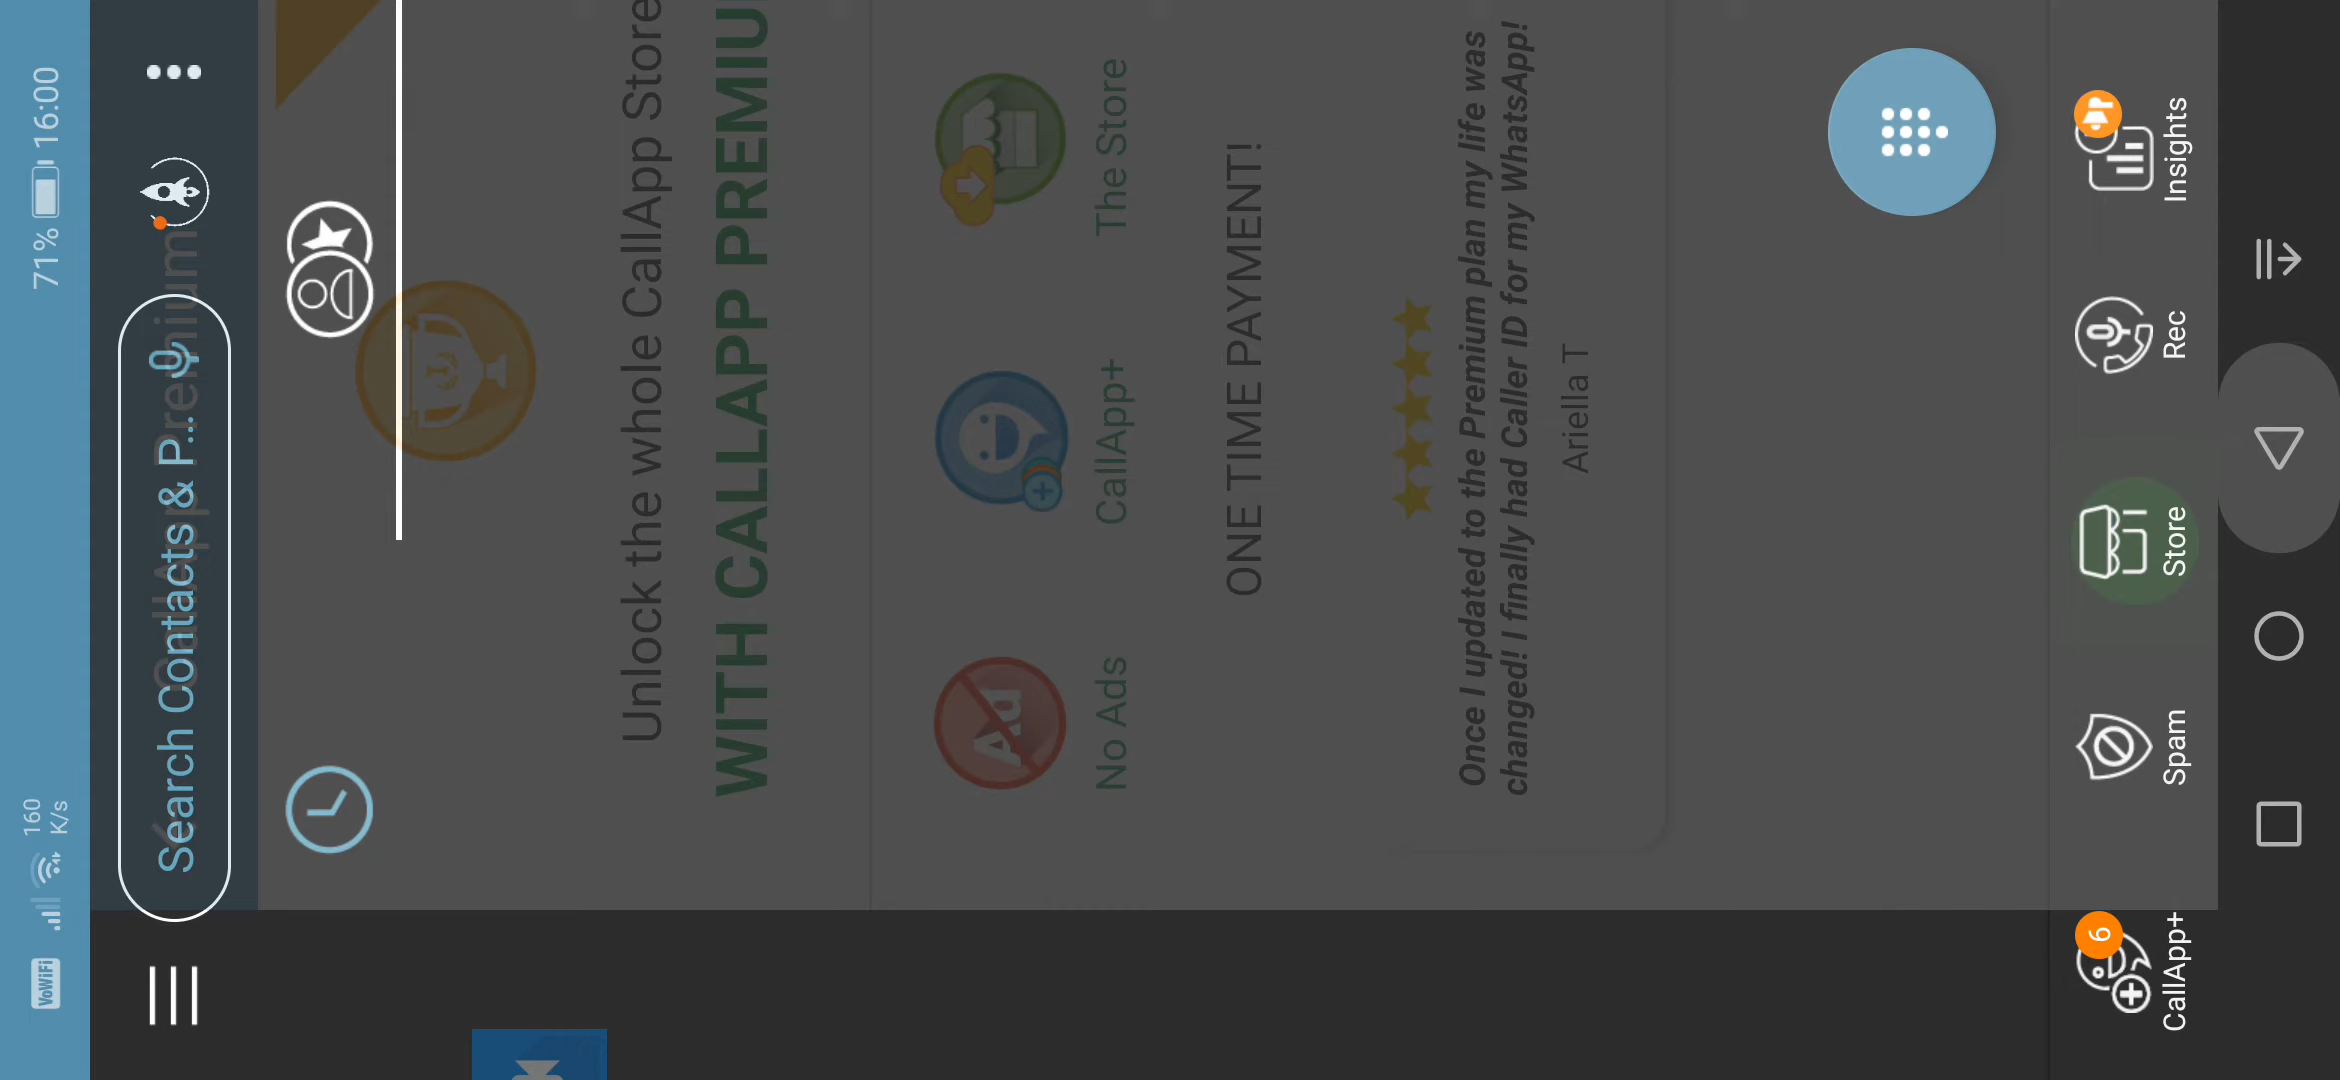 VoWiFi
160
K/s
71%
16:00
Search Contacts & P...
CallApp Premium
Unlock the whole CallApp Store
WITH CALLAPP PREMIU
No Ads
CallApp+
The Store
ONE TIME PAYMENT!
Once I updated to the Premium plan my life was
changed! I finally had Caller ID for my WhatsApp!
Ariella T
6
CallApp+
Spam
Store
Rec
Insights